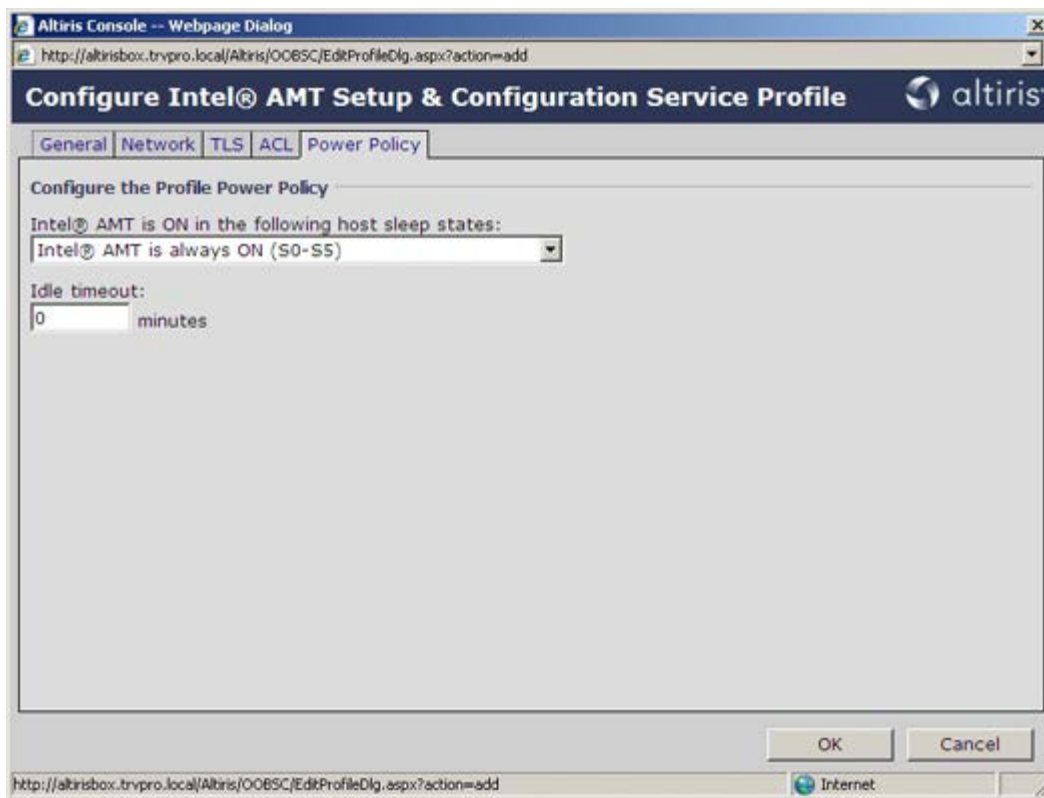 Altiris Console -- Webpage Dialog
http://altirisbox.trvpro.local/Altiris/OOBSC/EditProfileDlg.aspx?action=add
Configure Intel® AMT Setup & Configuration Service Profile
altiris
General Network TLS ACL Power Policy
Configure the Profile Power Policy
Intel® AMT is ON in the following host sleep states:
Intel® AMT is always ON (S0-S5)
Idle timeout:
0 minutes
OK Cancel
http://altirisbox.trvpro.local/Altiris/OOBSC/EditProfileDlg.aspx?action=add Internet